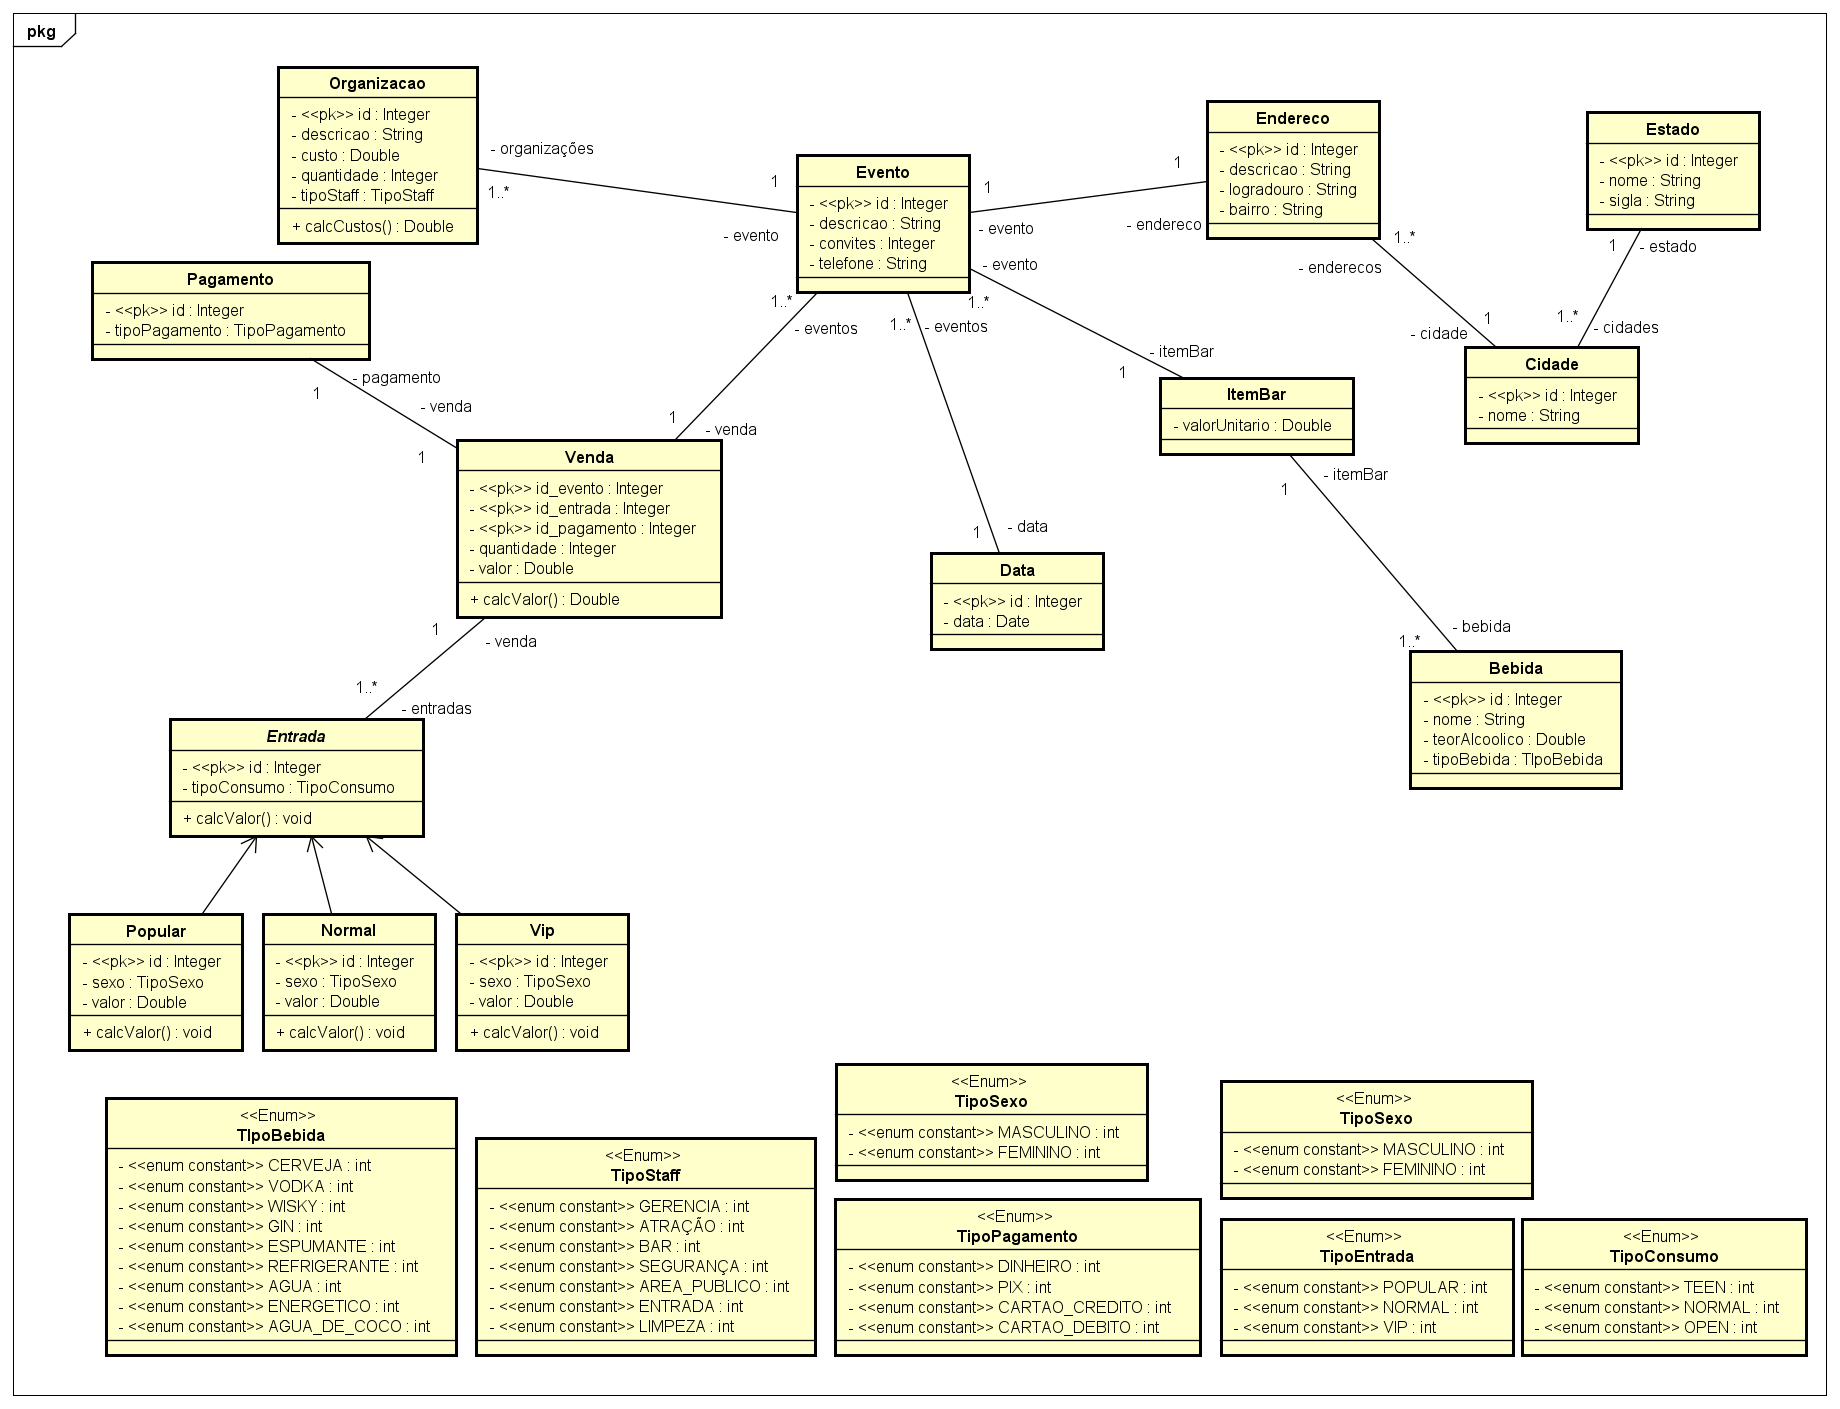 pkg
Organizacao
- <<pk>> id : Integer
- descricao : String
- custo : Double
- quantidade : Integer
- tipoStaff : TipoStaff
+ calcCustos() : Double
- organizações
1..*
1
- evento
Evento
- <<pk>> id : Integer
- descricao : String
- convites : Integer
- telefone : String
1
- evento
1
- endereco
Endereco
- <<pk>> id : Integer
- descricao : String
- logradouro : String
- bairro : String
Estado
- <<pk>> id : Integer
- nome : String
- sigla : String
1..*
- enderecos
1
- estado
1
- cidade
1..*
- cidades
Cidade
- <<pk>> id : Integer
- nome : String
Pagamento
- <<pk>> id : Integer
- tipoPagamento : TipoPagamento
- pagamento
1
- venda
1
1..*
- eventos
1
- venda
1..*
- eventos
1
- data
- evento
1..*
- itemBar
1
ItemBar
- valorUnitario : Double
- itemBar
1
- bebida
1..*
Venda
- <<pk>> id_evento : Integer
- <<pk>> id_entrada : Integer
- <<pk>> id_pagamento : Integer
- quantidade : Integer
- valor : Double
+ calcValor() : Double
Data
- <<pk>> id : Integer
- data : Date
Bebida
- <<pk>> id : Integer
- nome : String
- teorAlcoolico : Double
- tipoBebida : TIpoBebida
1
- venda
1..*
- entradas
Entrada
- <<pk>> id : Integer
- tipoConsumo : TipoConsumo
+ calcValor() : void
Popular
- <<pk>> id : Integer
- sexo : TipoSexo
- valor : Double
+ calcValor() : void
Normal
- <<pk>> id : Integer
- sexo : TipoSexo
- valor : Double
+ calcValor() : void
Vip
- <<pk>> id : Integer
- sexo : TipoSexo
- valor : Double
+ calcValor() : void
<<Enum>>
TIpoBebida
- <<enum constant>> CERVEJA : int
- <<enum constant>> VODKA : int
- <<enum constant>> WISKY : int
- <<enum constant>> GIN : int
- <<enum constant>> ESPUMANTE : int
- <<enum constant>> REFRIGERANTE : int
- <<enum constant>> AGUA : int
- <<enum constant>> ENERGETICO : int
- <<enum constant>> AGUA_DE_COCO : int
<<Enum>>
TipoStaff
- <<enum constant>> GERENCIA : int
- <<enum constant>> ATRAÇÃO : int
- <<enum constant>> BAR : int
- <<enum constant>> SEGURANÇA : int
- <<enum constant>> AREA_PUBLICO : int
- <<enum constant>> ENTRADA : int
- <<enum constant>> LIMPEZA : int
<<Enum>>
TipoSexo
- <<enum constant>> MASCULINO : int
- <<enum constant>> FEMININO : int
<<Enum>>
TipoPagamento
- <<enum constant>> DINHEIRO : int
- <<enum constant>> PIX : int
- <<enum constant>> CARTAO_CREDITO : int
- <<enum constant>> CARTAO_DEBITO : int
<<Enum>>
TipoSexo
- <<enum constant>> MASCULINO : int
- <<enum constant>> FEMININO : int
<<Enum>>
TipoEntrada
- <<enum constant>> POPULAR : int
- <<enum constant>> NORMAL : int
- <<enum constant>> VIP : int
<<Enum>>
TipoConsumo
- <<enum constant>> TEEN : int
- <<enum constant>> NORMAL : int
- <<enum constant>> OPEN : int